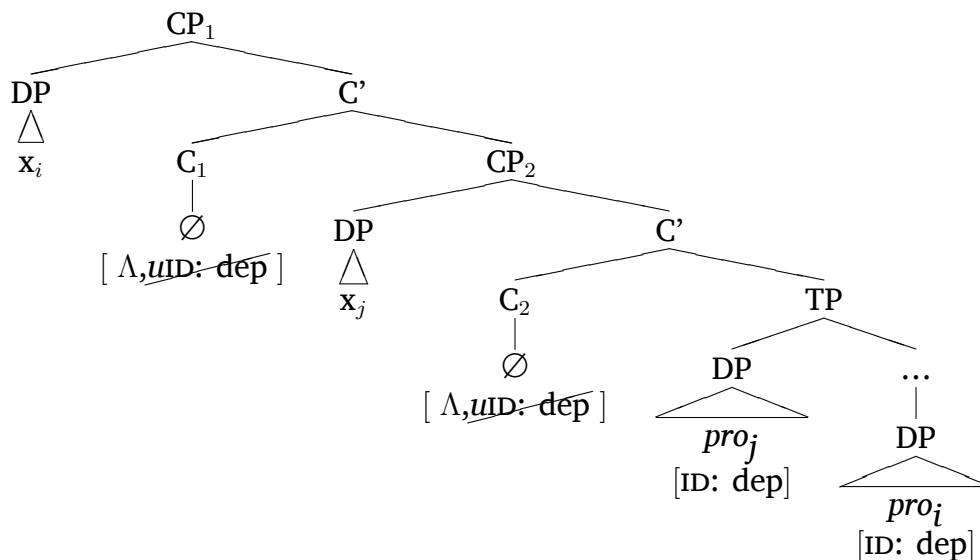 CP₁
DP C’
xᵢ C₁ CP₂
∅ DP C’
[ Λ,uID: dep ] xⱼ C₂ TP
∅ DP ...
[ Λ,uID: dep ] proⱼ DP
[ID: dep] proᵢ
[ID: dep]